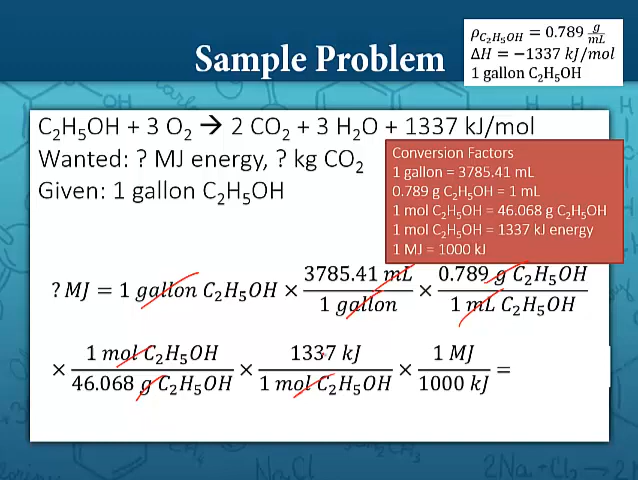 Sample Problem
ρC₂H₅OH = 0.789 g/mL
ΔH = −1337 kJ/mol
1 gallon C₂H₅OH
C₂H₅OH + 3 O₂ → 2 CO₂ + 3 H₂O + 1337 kJ/mol
Wanted: ? MJ energy, ? kg CO₂
Given: 1 gallon C₂H₅OH
Conversion Factors
1 gallon = 3785.41 mL
0.789 g C₂H₅OH = 1 mL
1 mol C₂H₅OH = 46.068 g C₂H₅OH
1 mol C₂H₅OH = 1337 kJ energy
1 MJ = 1000 kJ
? MJ = 1 gallon C₂H₅OH × 3785.41 mL / 1 gallon × 0.789 g C₂H₅OH / 1 mL C₂H₅OH
× 1 mol C₂H₅OH / 46.068 g C₂H₅OH × 1337 kJ / 1 mol C₂H₅OH × 1 MJ / 1000 kJ =
NaCl